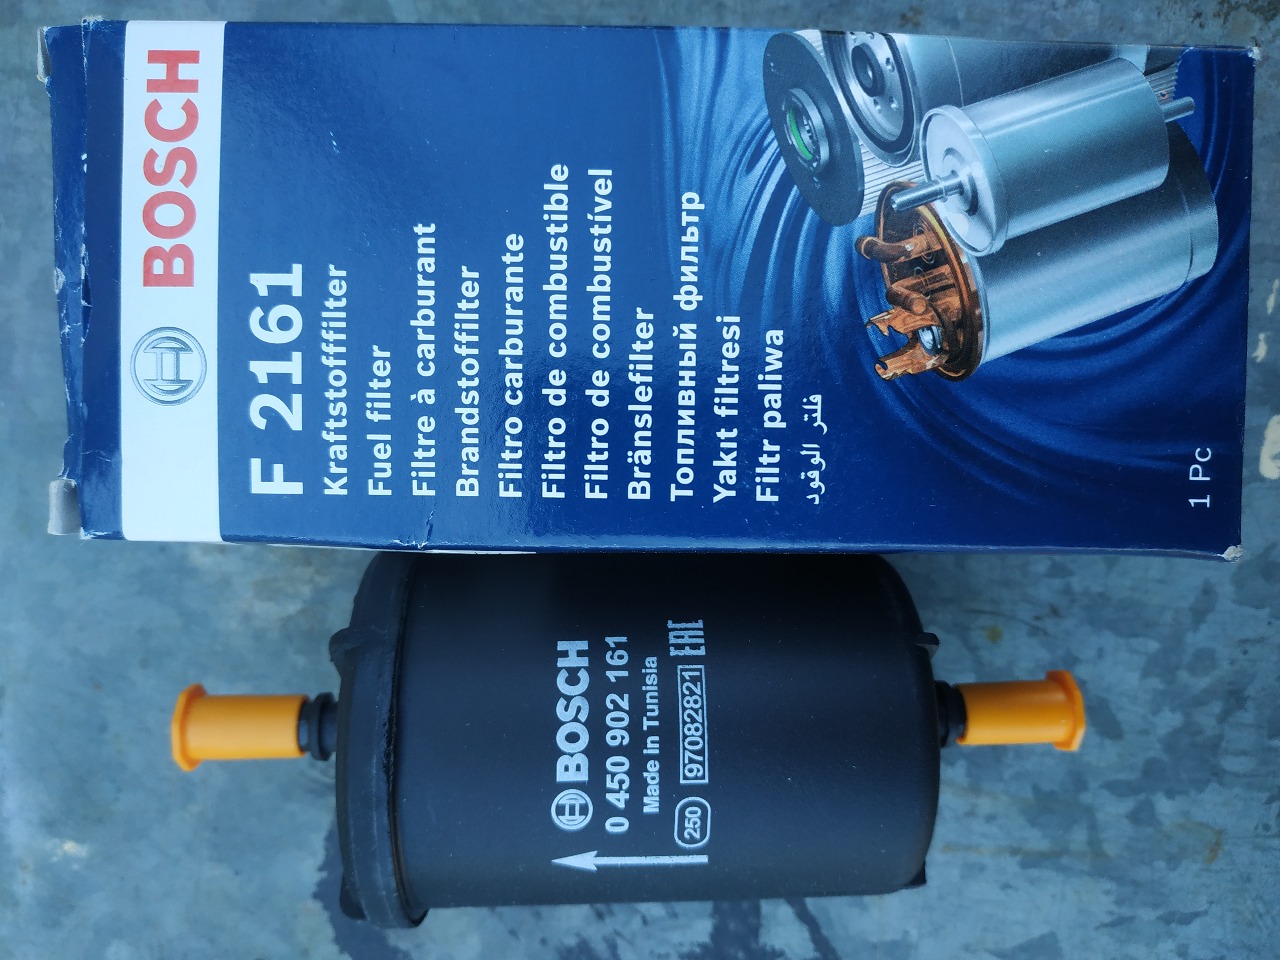 BOSCH
F 2161
Kraftstofffilter
Fuel filter
Filtre à carburant
Brandstoffilter
Filtro carburante
Filtro de combustible
Filtro de combustível
Bränslefilter
Топливный фильтр
Yakıt filtresi
Filtr paliwa
فلتر الوقود
1 Pc
BOSCH
0 450 902 161
Made in Tunisia
250 97082821 EAC